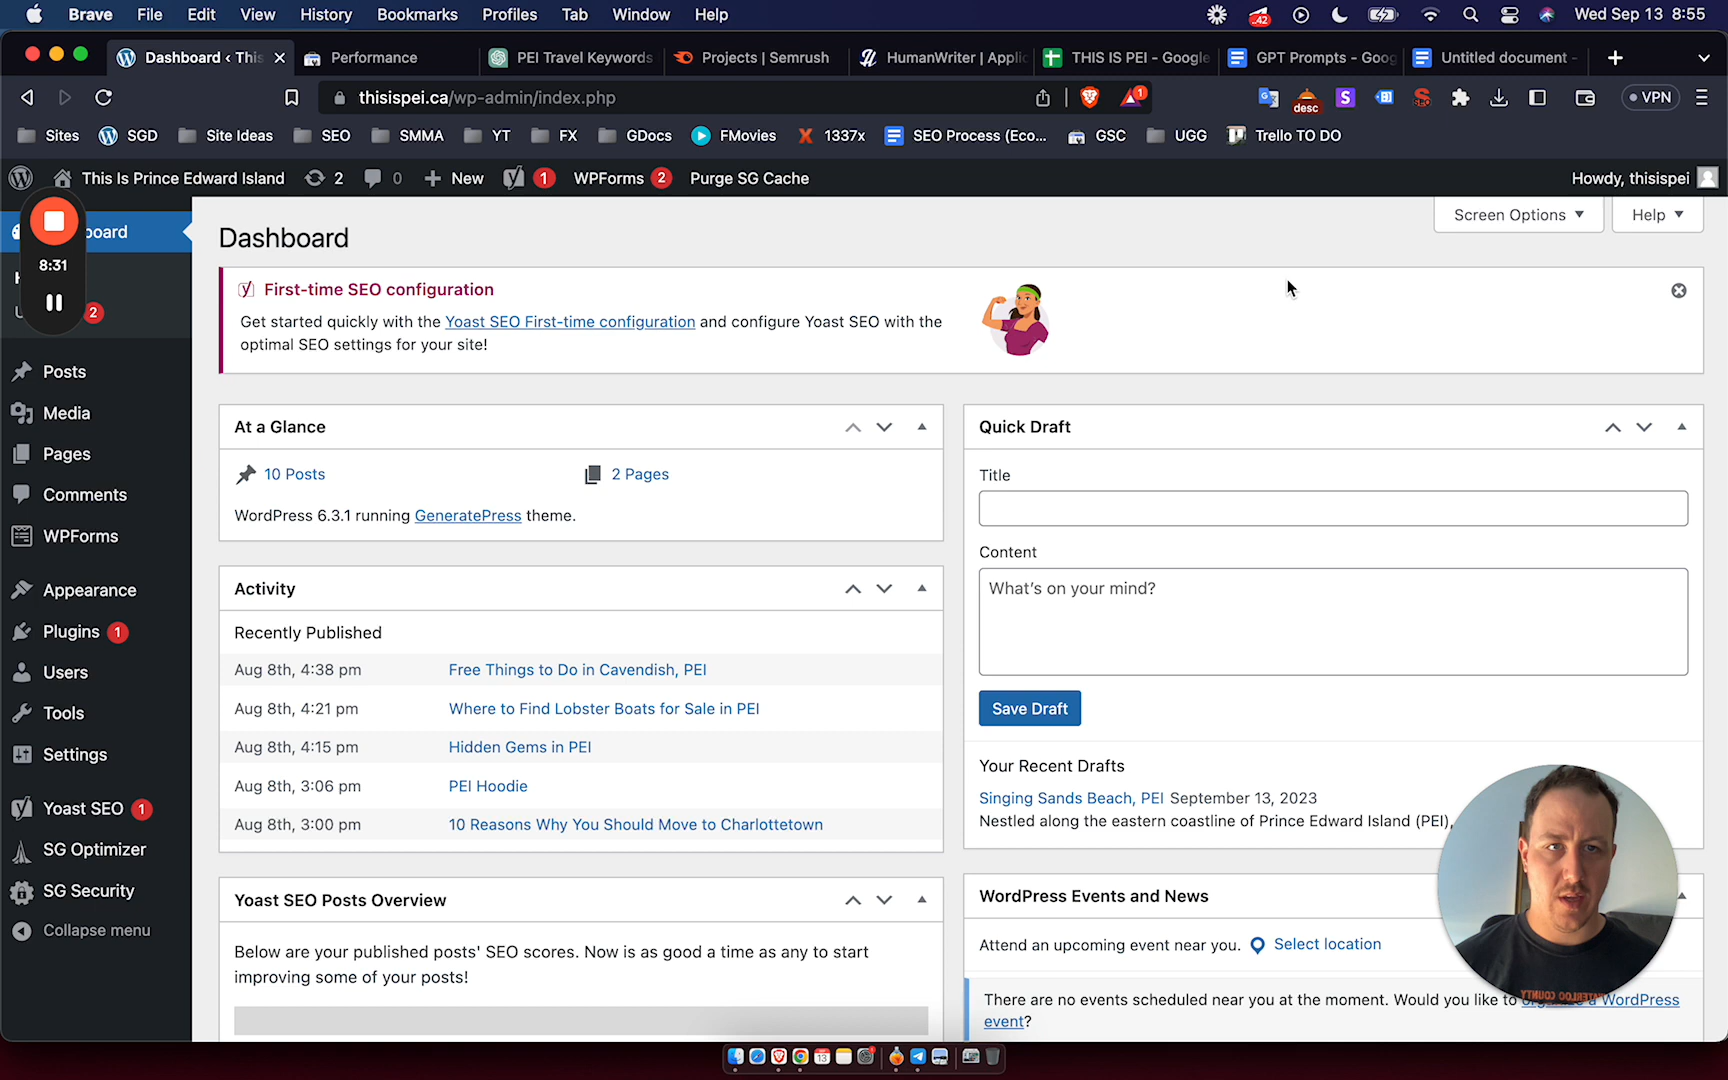 Brave File Edit View History Bookmarks Profiles Tab Window Help
.42
Wed Sep 13 8:55
Dashboard ‹ This
Performance
PEI Travel Keywords
Projects | Semrush
HumanWriter | Applic
THIS IS PEI - Google
GPT Prompts - Goog
Untitled document -
thisispei.ca/wp-admin/index.php
1
desc
VPN
Sites SGD Site Ideas SEO SMMA YT FX GDocs FMovies 1337x SEO Process (Eco... GSC UGG Trello TO DO
This Is Prince Edward Island 2 0 New 1 WPForms 2 Purge SG Cache
Howdy, thisispei
8:31
board
2
Posts
Media
Pages
Comments
WPForms
Appearance
Plugins 1
Users
Tools
Settings
Yoast SEO 1
SG Optimizer
SG Security
Collapse menu
Screen Options
Help
Dashboard
First-time SEO configuration
Get started quickly with the Yoast SEO First-time configuration and configure Yoast SEO with the
optimal SEO settings for your site!
At a Glance
10 Posts
2 Pages
WordPress 6.3.1 running GeneratePress theme.
Activity
Recently Published
Aug 8th, 4:38 pm Free Things to Do in Cavendish, PEI
Aug 8th, 4:21 pm Where to Find Lobster Boats for Sale in PEI
Aug 8th, 4:15 pm Hidden Gems in PEI
Aug 8th, 3:06 pm PEI Hoodie
Aug 8th, 3:00 pm 10 Reasons Why You Should Move to Charlottetown
Yoast SEO Posts Overview
Below are your published posts' SEO scores. Now is as good a time as any to start
improving some of your posts!
Quick Draft
Title
Content
What's on your mind?
Save Draft
Your Recent Drafts
Singing Sands Beach, PEI September 13, 2023
Nestled along the eastern coastline of Prince Edward Island (PEI),
WordPress Events and News
Attend an upcoming event near you. Select location
There are no events scheduled near you at the moment. Would you like to organize a WordPress
event?